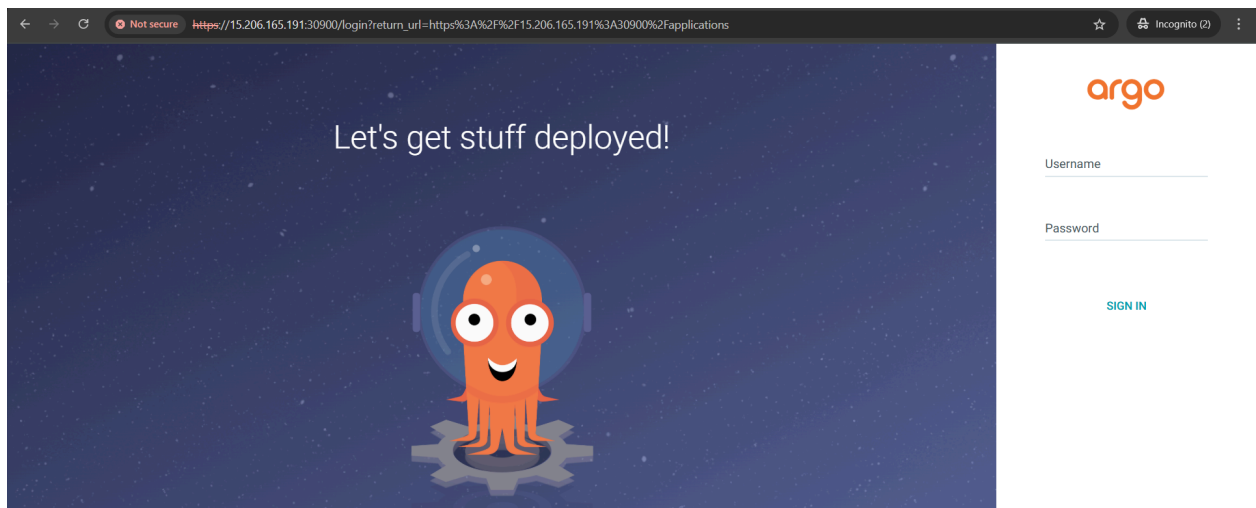 Not secure https://15.206.165.191:30900/login?return_url=https%3A%2F%2F15.206.165.191%3A30900%2Fapplications Incognito (2)
argo
Let's get stuff deployed!
Username
Password
SIGN IN